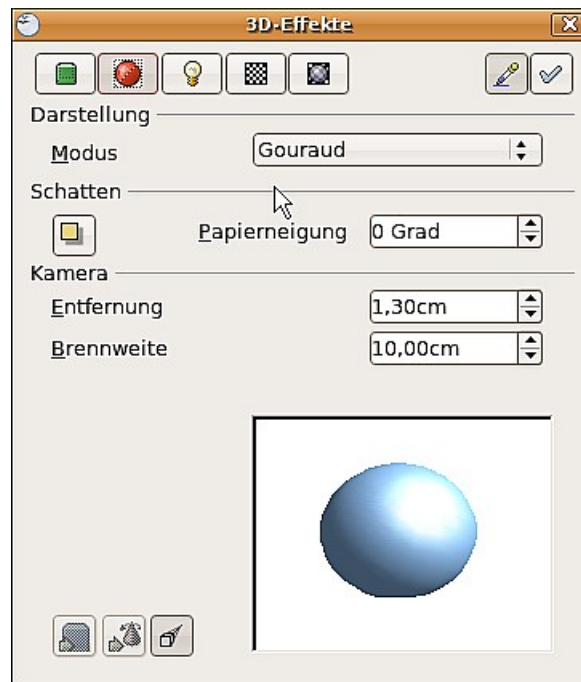 3D-Effekte
Darstellung
Modus Gouraud
Schatten
Papierneigung 0 Grad
Kamera
Entfernung 1,30cm
Brennweite 10,00cm